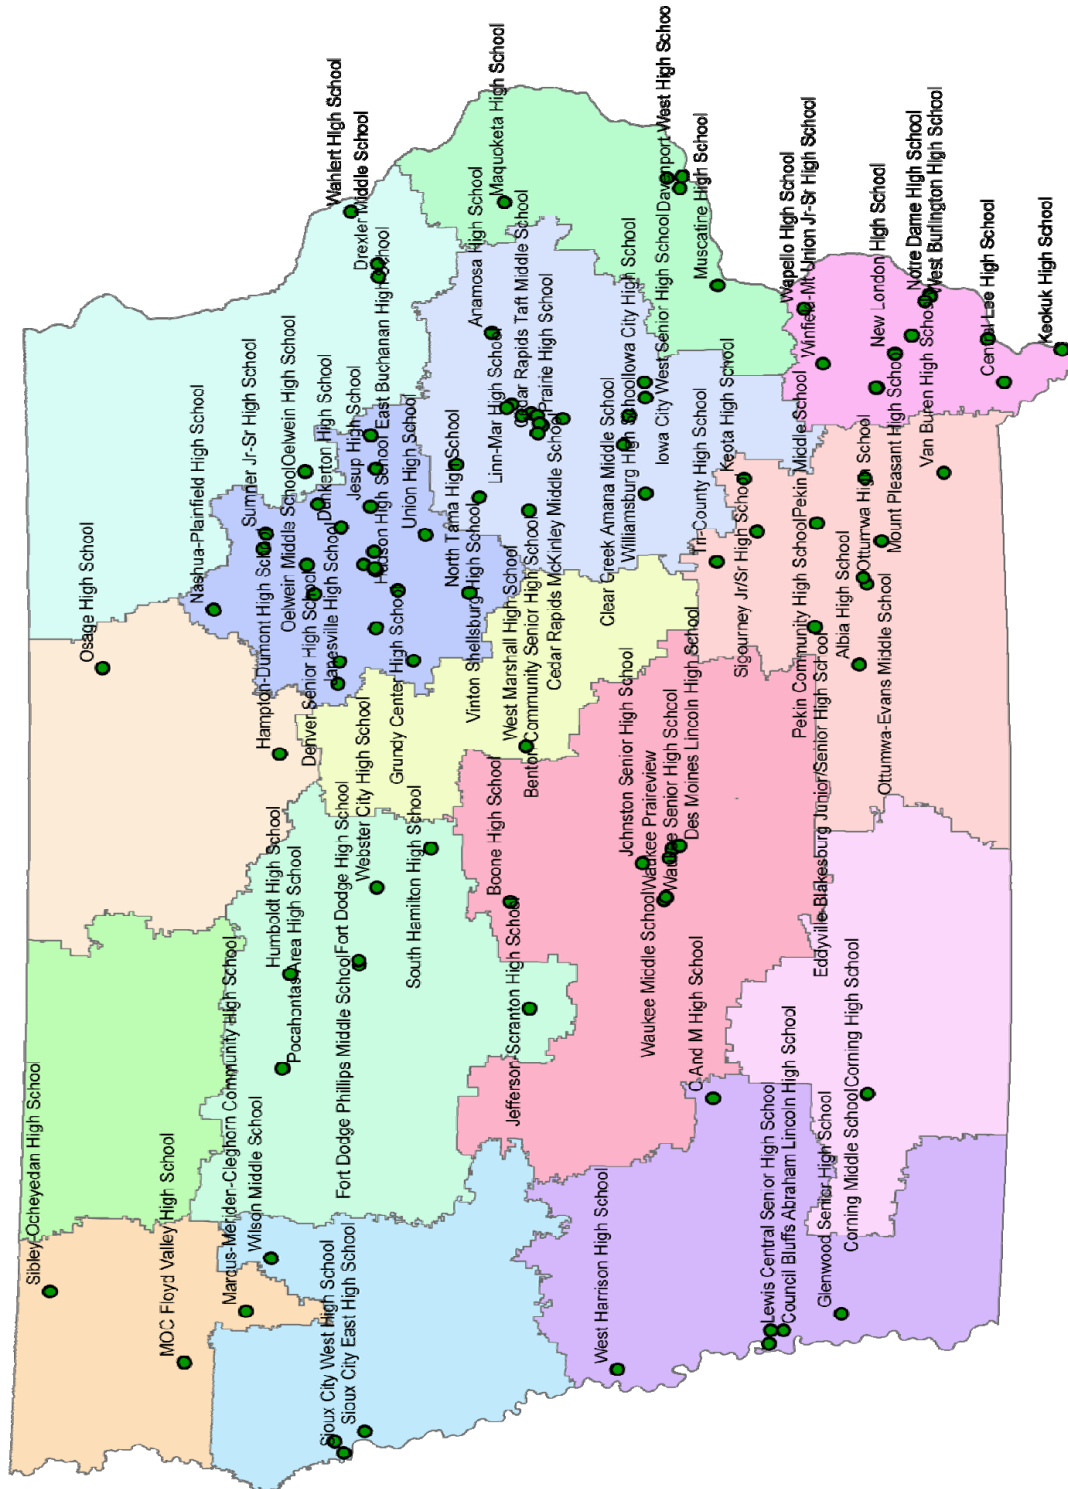 Sibley-Ocheyedan High School
MOC Floyd Valley High School
Marcus-Meriden-Cleghorn Community High School
Wilson Middle School
Sioux City West High School
Sioux City East High School
Osage High School
Nashua-Plainfield High School
Sumner Jr-Sr High School
Hampton-Dumont High School
Oelwein Middle School
Oelwein High School
Denver Senior High School
Dunkerton High School
Janesville High School
Jesup High School
Wahlert High School
Drexler Middle School
Hudson High School
East Buchanan High School
Union High School
Humboldt High School
Pocahontas Area High School
Fort Dodge Phillips Middle School
Fort Dodge High School
Webster City High School
Grundy Center High School
South Hamilton High School
North Tama High School
Vinton Shellsburg High School
Linn-Mar High School
Anamosa High School
Maquoketa High School
Boone High School
Jefferson-Scranton High School
West Marshall High School
Benton Community Senior High School
Cedar Rapids Taft Middle School
Prairie High School
Cedar Rapids McKinley Middle School
West Harrison High School
Clear Creek Amana Middle School
Williamsburg High School
Iowa City High School
Iowa City West Senior High School
Davenport West High Schoo
Johnston Senior High School
Waukee Middle School
Waukee Praireview
Waukee Senior High School
Des Moines Lincoln High School
C And M High School
Tri-County High School
Keota High School
Muscatine High School
Sigourney Jr/Sr High School
Lewis Central Senior High School
Council Bluffs Abraham Lincoln High School
Pekin Community High School
Pekin Middle School
Wapello High School
Winfield-Mt Union Jr-Sr High School
Eddyville-Blakesburg Junior/Senior High School
Glenwood Senior High School
Corning Middle School
Corning High School
Albia High School
Ottumwa High School
Ottumwa-Evans Middle School
Mount Pleasant High School
New London High School
Notre Dame High School
West Burlington High School
Van Buren High School
Central Lee High School
Keokuk High School